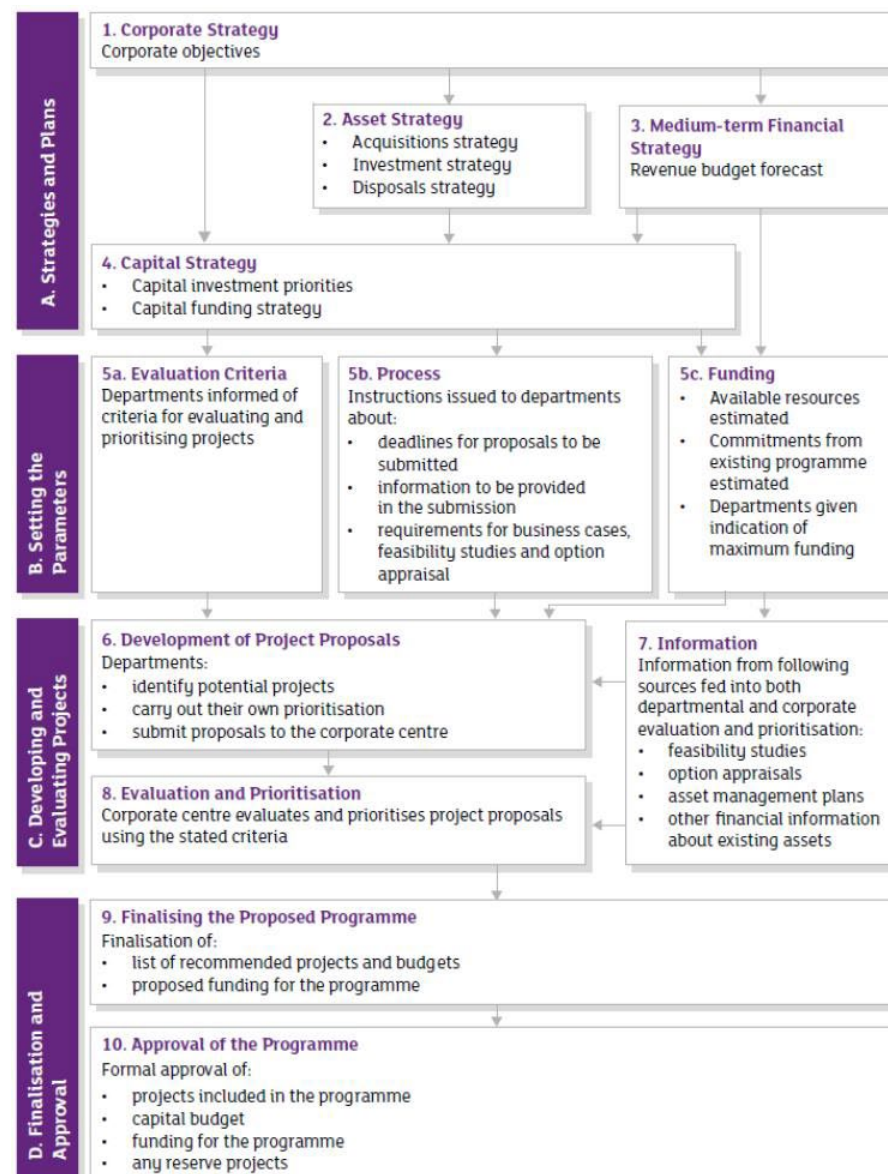 A. Strategies and Plans
1. Corporate Strategy
Corporate objectives
2. Asset Strategy
• Acquisitions strategy
• Investment strategy
• Disposals strategy
3. Medium-term Financial
Strategy
Revenue budget forecast
4. Capital Strategy
• Capital investment priorities
• Capital funding strategy
B. Setting the
Parameters
5a. Evaluation Criteria
Departments informed of
criteria for evaluating and
prioritising projects
5b. Process
Instructions issued to departments
about:
• deadlines for proposals to be
submitted
• information to be provided
in the submission
• requirements for business cases,
feasibility studies and option
appraisal
5c. Funding
• Available resources
estimated
• Commitments from
existing programme
estimated
• Departments given
indication of
maximum funding
C. Developing and
Evaluating Projects
6. Development of Project Proposals
Departments:
• identify potential projects
• carry out their own prioritisation
• submit proposals to the corporate centre
7. Information
Information from following
sources fed into both
departmental and corporate
evaluation and prioritisation:
• feasibility studies
• option appraisals
• asset management plans
• other financial information
about existing assets
8. Evaluation and Prioritisation
Corporate centre evaluates and prioritises project proposals
using the stated criteria
D. Finalisation and
Approval
9. Finalising the Proposed Programme
Finalisation of:
• list of recommended projects and budgets
• proposed funding for the programme
10. Approval of the Programme
Formal approval of:
• projects included in the programme
• capital budget
• funding for the programme
• any reserve projects